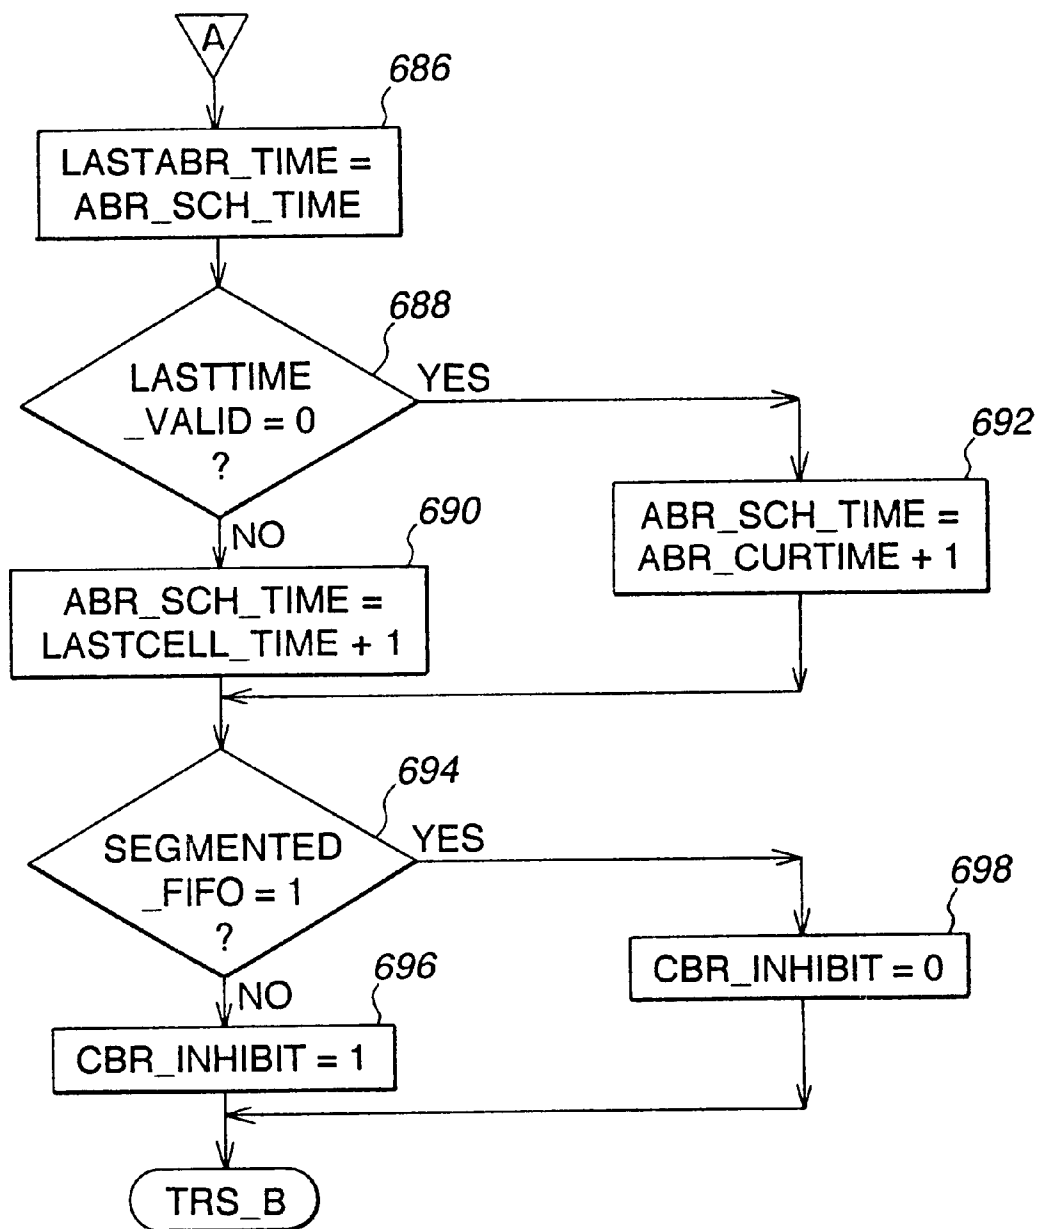 A
686
LASTABR_TIME =
ABR_SCH_TIME
688
LASTTIME
_VALID = 0
?
YES
NO
692
ABR_SCH_TIME =
ABR_CURTIME + 1
690
ABR_SCH_TIME =
LASTCELL_TIME + 1
694
SEGMENTED
_FIFO = 1
?
YES
NO
698
CBR_INHIBIT = 0
696
CBR_INHIBIT = 1
TRS_B